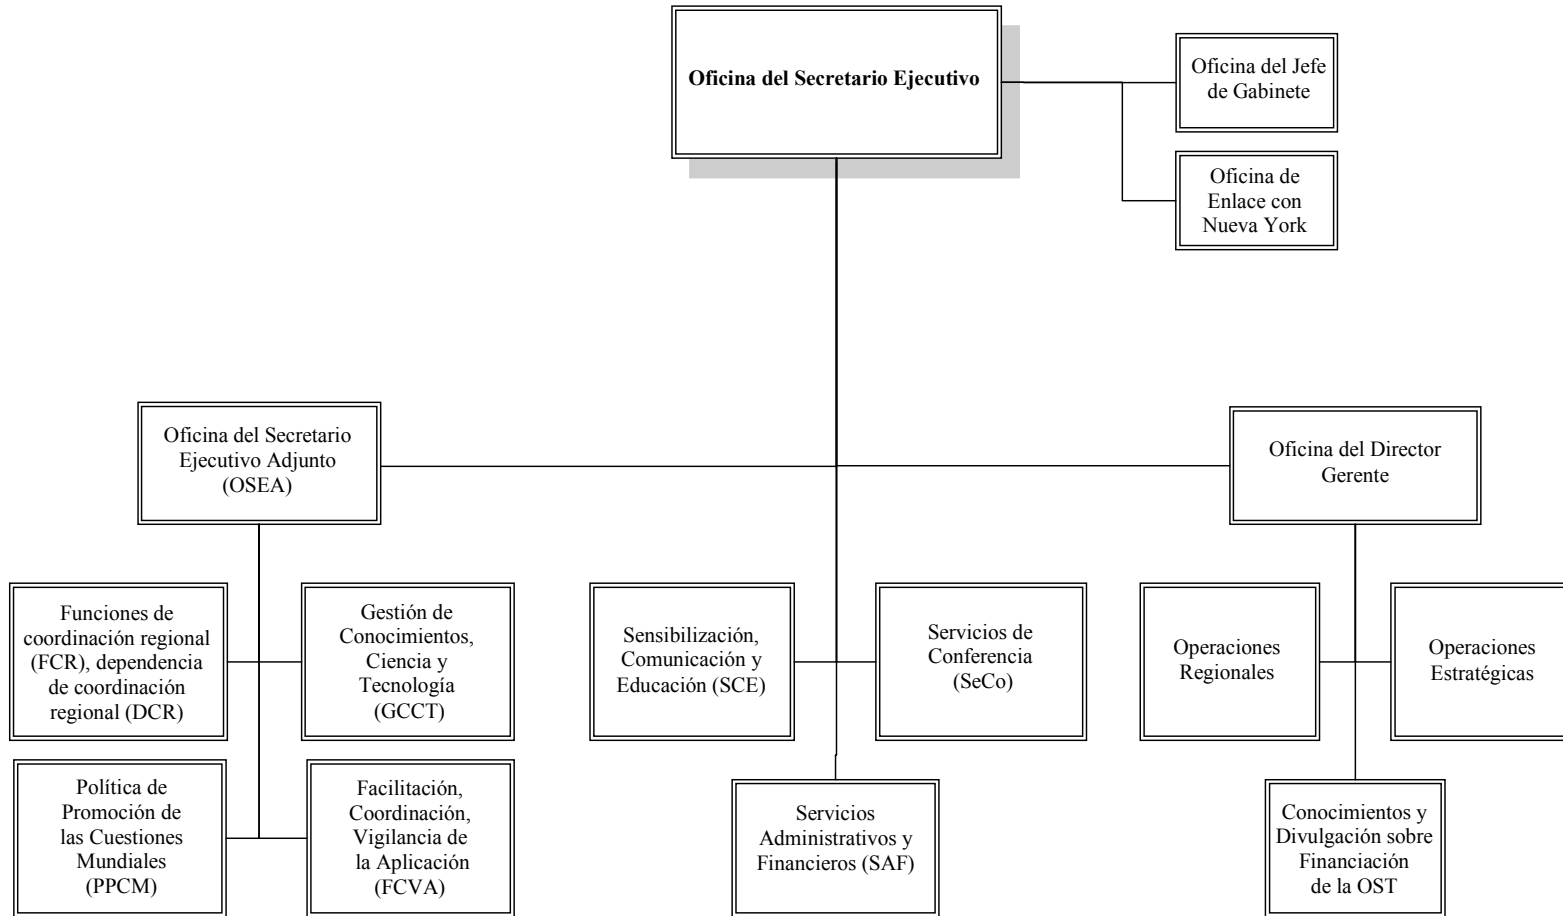 Oficina del Secretario Ejecutivo
Oficina del Jefe
de Gabinete
Oficina de
Enlace con
Nueva York
Oficina del Secretario
Ejecutivo Adjunto
(OSEA)
Oficina del Director
Gerente
Funciones de
coordinación regional
(FCR), dependencia
de coordinación
regional (DCR)
Gestión de
Conocimientos,
Ciencia y
Tecnología
(GCCT)
Sensibilización,
Comunicación y
Educación (SCE)
Servicios de
Conferencia
(SeCo)
Operaciones
Regionales
Operaciones
Estratégicas
Política de
Promoción de
las Cuestiones
Mundiales
(PPCM)
Facilitación,
Coordinación,
Vigilancia de
la Aplicación
(FCVA)
Servicios
Administrativos y
Financieros (SAF)
Conocimientos y
Divulgación sobre
Financiación
de la OST